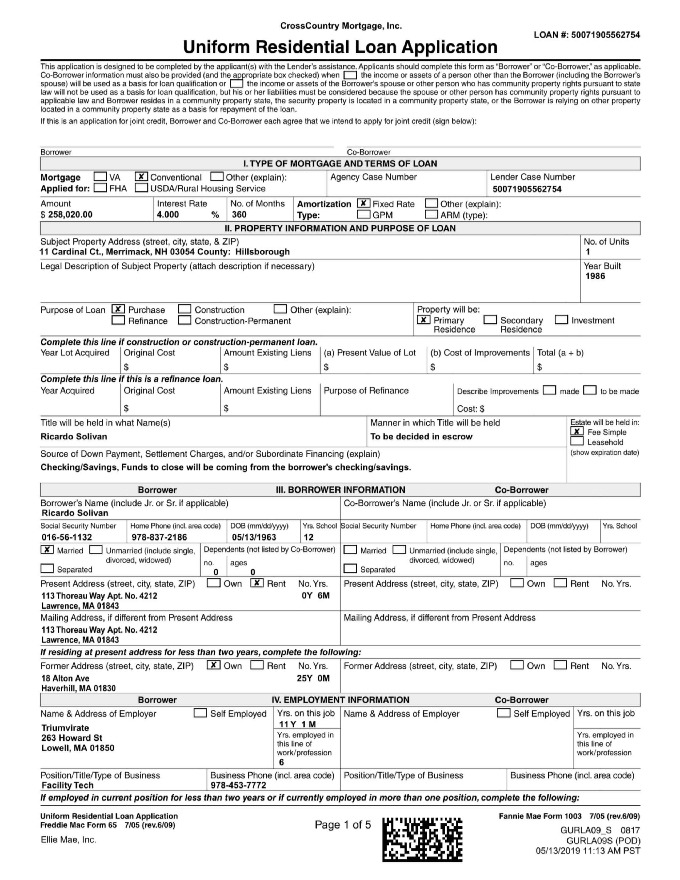 CrossCountry Mortgage, Inc.
LOAN #: 50071905562754
Uniform Residential Loan Application
This application is designed to be completed by the applicant(s) with the Lender's assistance. Applicants should complete this form as "Borrower" or "Co-Borrower," as applicable.
Co-Borrower information must also be provided (and the appropriate box checked) when the income or assets of a person other than the Borrower (including the Borrower's
spouse) will be used as a basis for loan qualification or the income or assets of the Borrower's spouse or other person who has community property rights pursuant to state
law will not be used as a basis for loan qualification, but his or her liabilities must be considered because the spouse or other person has community property rights pursuant to
applicable law and Borrower resides in a community property state, the security is located in a community property state, or the Borrower is relying on other property
located in a community property state as basis for repayment of the loan.
If this is an application for joint credit, Borrower and Co-Borrower each agree that we intend to apply for joint credit (sign below):
Borrower Co-Borrower
I. TYPE OF MORTGAGE AND TERMS OF LOAN
Mortgage VA X Conventional Other (explain): Agency Case Number Lender Case Number
Applied for: FHA USDA/Rural Housing Service 50071905562754
Amount Interest Rate No. of Months Amortization X Fixed Rate Other (explain):
$ 258,020.00 4.000 % 360 Type: GPM ARM (type):
II. PROPERTY INFORMATION AND PURPOSE OF LOAN
Subject Property Address (street, city, state, & ZIP) No. of Units
11 Cardinal Ct., Merrimack, NH 03054 County: Hillsborough 1
Legal Description of Subject Property (attach description if necessary) Year Built
1986
Purpose of Loan X Purchase Construction Other (explain): Property will be:
Refinance Construction-Permanent X Primary Residence Secondary Residence Investment
Complete this line if construction or construction-permanent loan.
Year Lot Acquired Original Cost Amount Existing Liens (a) Present Value of Lot (b) Cost of Improvements Total (a + b)
$ $ $ $ $
Complete this line if this is a refinance loan.
Year Acquired Original Cost Amount Existing Liens Purpose of Refinance Describe Improvements made to be made
$ $ Cost: $
Title will be held in what Name(s) Manner in which Title will be held Estate will be held in:
Ricardo Solivan To be decided in escrow X Fee Simple
Leasehold
Source of Down Payment, Settlement Charges, and/or Subordinate Financing (explain) (show expiration date)
Checking/Savings, Funds to close will be coming from the borrower's checking/savings.
Borrower III. BORROWER INFORMATION Co-Borrower
Borrower's Name (include Jr. or Sr. if applicable) Co-Borrower's Name (include Jr. or Sr. if applicable)
Ricardo Solivan
Social Security Number Home Phone (incl. area code) DOB (mm/dd/yyyy) Yrs. School Social Security Number Home Phone (incl. area code) DOB (mm/dd/yyyy) Yrs. School
016-56-1132 978-837-2186 05/13/1963 12
X Married Unmarried (include single, divorced, widowed) Dependents (not listed by Co-Borrower) Married Unmarried (include single, divorced, widowed) Dependents (not listed by Borrower)
Separated no. 0 ages 0 Separated no. ages
Present Address (street, city, state, ZIP) Own X Rent No. Yrs. Present Address (street, city, state, ZIP) Own Rent No. Yrs.
113 Thoreau Way Apt. No. 4212 0Y 6M
Lawrence, MA 01843
Mailing Address, if different from Present Address Mailing Address, if different from Present Address
113 Thoreau Way Apt. No. 4212
Lawrence, MA 01843
If residing at present address for less than two years, complete the following:
Former Address (street, city, state, ZIP) X Own Rent No. Yrs. Former Address (street, city, state, ZIP) Own Rent No. Yrs.
18 Alton Ave 25Y 0M
Haverhill, MA 01830
Borrower IV. EMPLOYMENT INFORMATION Co-Borrower
Name & Address of Employer Self Employed Yrs. on this job Name & Address of Employer Self Employed Yrs. on this job
11Y 1M
Triumvirate Yrs. employed in this line of work/profession Yrs. employed in this line of work/profession
263 Howard St
Lowell, MA 01850
6
Position/Title/Type of Business Business Phone (incl. area code) Position/Title/Type of Business Business Phone (incl. area code)
Facility Tech 978-453-7772
If employed in current position for less than two years or if currently employed in more than one position, complete the following:
Uniform Residential Loan Application Fannie Mae Form 1003 7/05 (rev.6/09)
Freddie Mac Form 65 7/05 (rev.6/09) Page 1 of 5 GURLA09_S 0817
Ellie Mae, Inc. GURLA09S (POD)
05/13/2019 11:13 AM PST